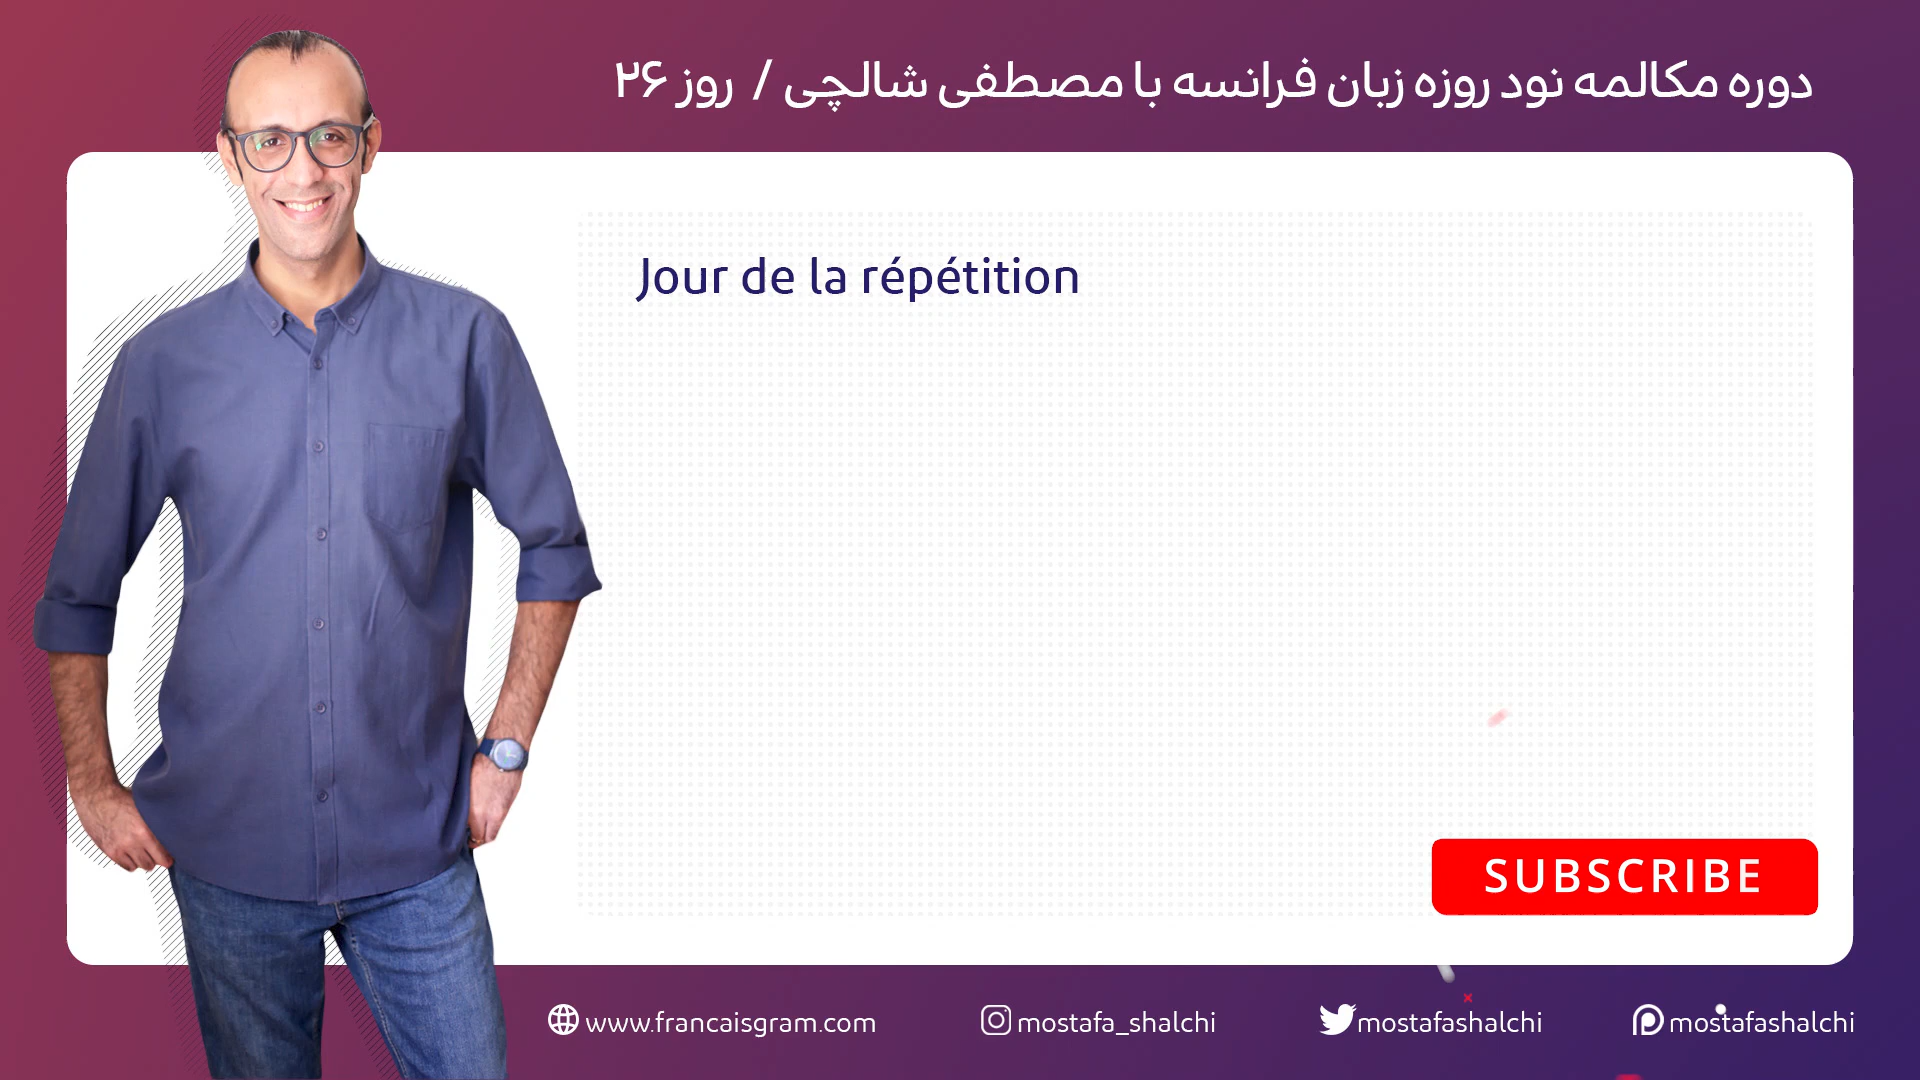 دوره مکالمه نود روزه زبان فرانسه با مصطفی شالچی / روز ۲۶
Jour de la répétition
SUBSCRIBE
www.francaisgram.com
mostafa_shalchi
mostafashalchi
mostafashalchi